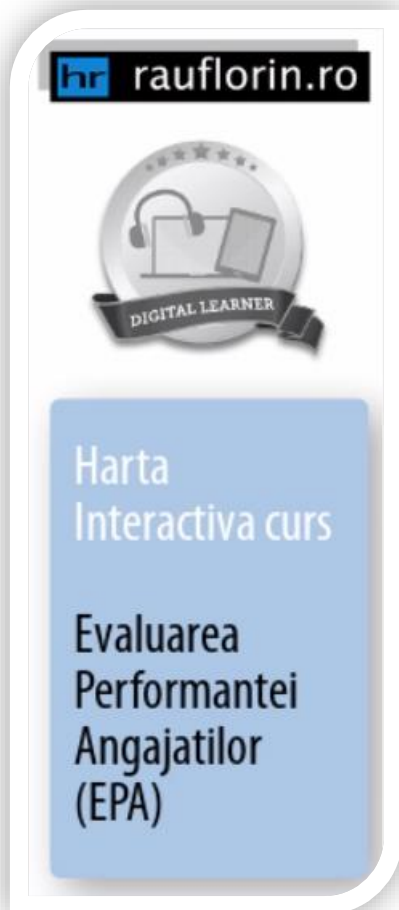 hr rauflorin.ro
DIGITAL LEARNER
Harta
Interactiva curs
Evaluarea
Performantei
Angajatilor
(EPA)